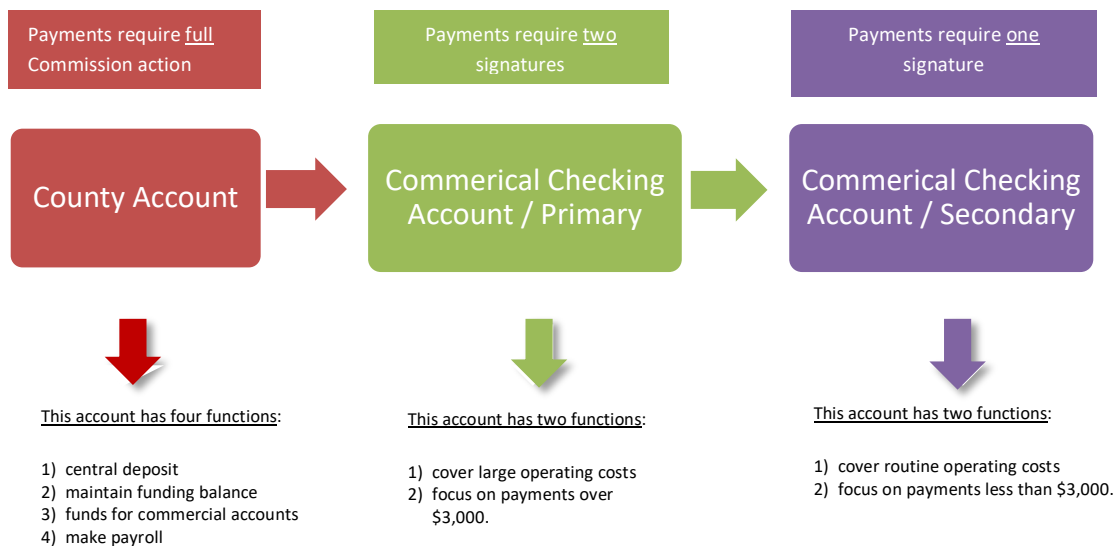 Payments require full
Commission action
Payments require two
signatures
Payments require one
signature
County Account
Commerical Checking
Account / Primary
Commerical Checking
Account / Secondary
This account has four functions:
1) central deposit
2) maintain funding balance
3) funds for commercial accounts
4) make payroll
This account has two functions:
1) cover large operating costs
2) focus on payments over
$3,000.
This account has two functions:
1) cover routine operating costs
2) focus on payments less than $3,000.